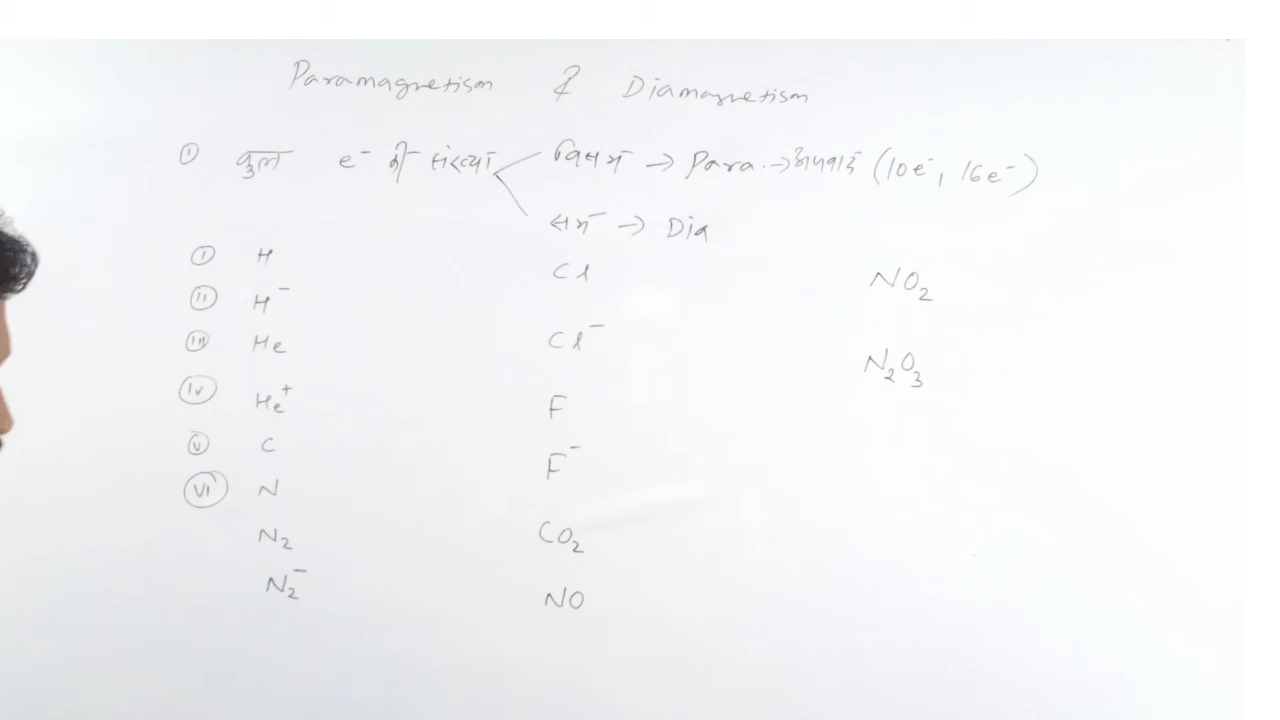 Paramagnetism & Diamagnetism
① कुल e⁻ की संख्या विषम → Para. → अपवाद (10e⁻, 16e⁻)
सम → Dia
(i) H Cl NO₂
(ii) H⁻
(iii) He Cl⁻ N₂O₃
(iv) He⁺ F
(v) C F⁻
(vi) N
N₂ CO₂
N₂⁻ NO